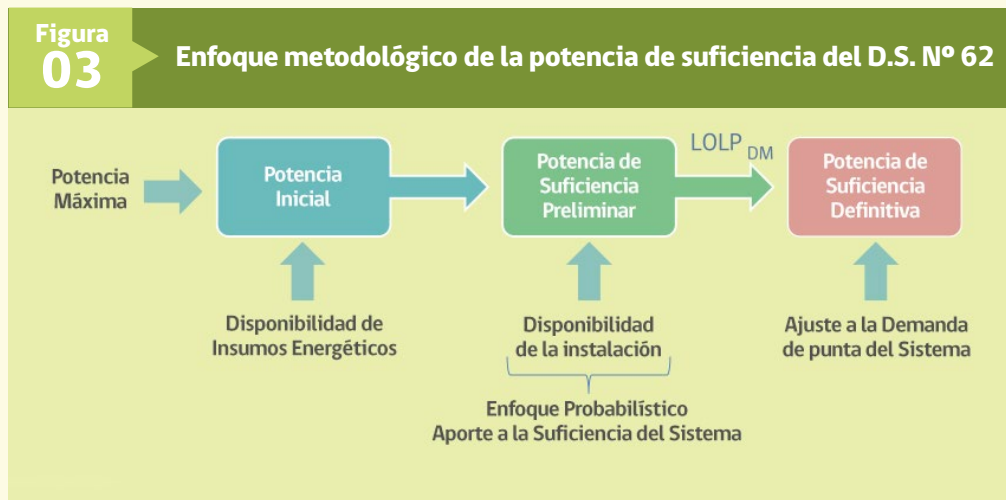 Figura
03
Enfoque metodológico de la potencia de suficiencia del D.S. Nº 62
Potencia
Máxima
Potencia
Inicial
Potencia de
Suficiencia
Preliminar
LOLP DM
Potencia de
Suficiencia
Definitiva
Disponibilidad de
Insumos Energéticos
Disponibilidad
de la instalación
Ajuste a la Demanda
de punta del Sistema
Enfoque Probabilístico
Aporte a la Suficiencia del Sistema